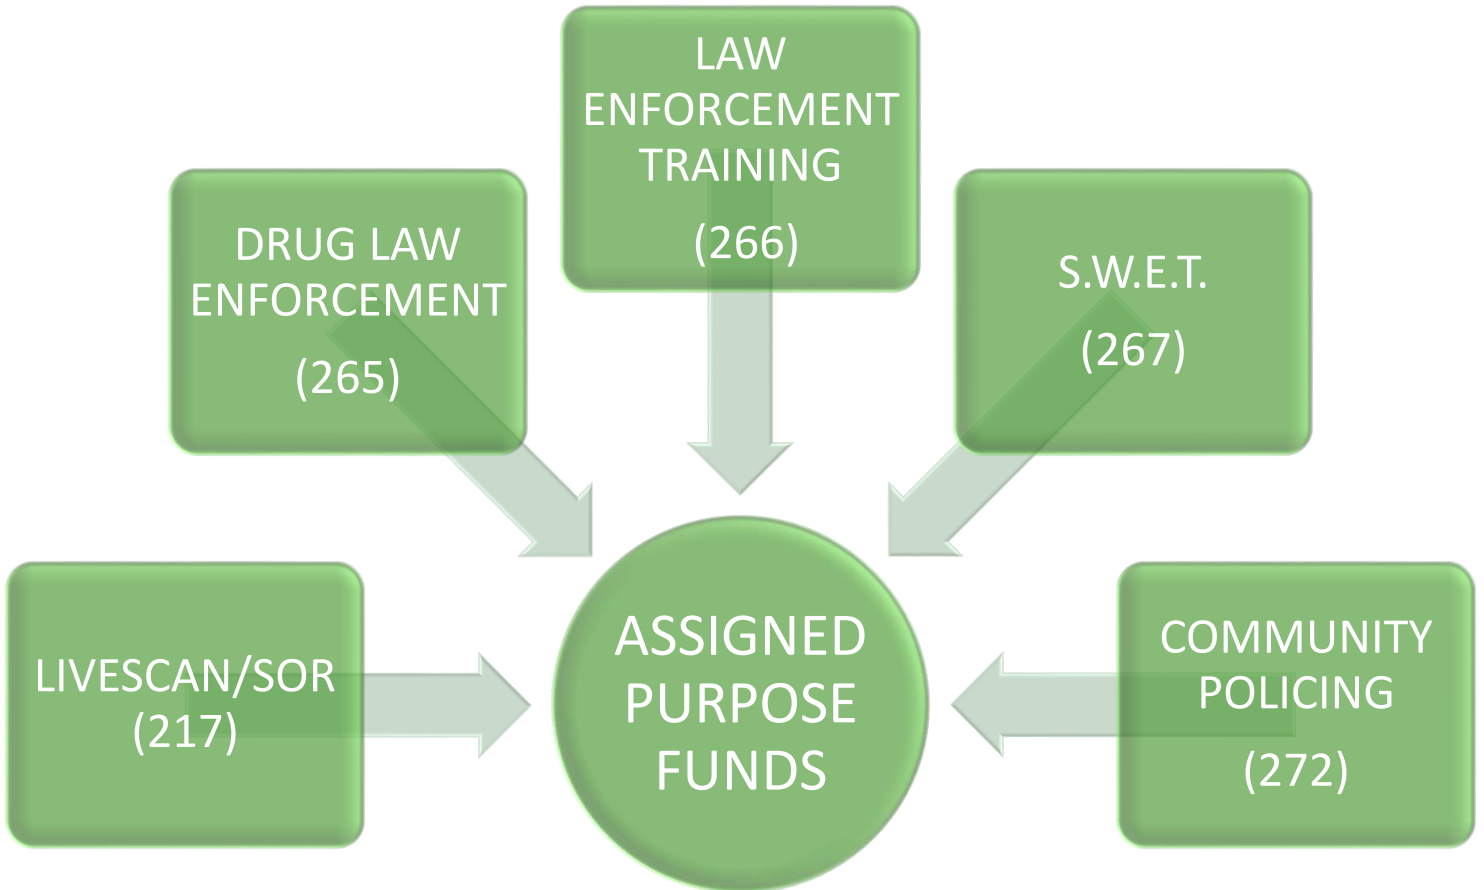 LAW
ENFORCEMENT
TRAINING
(266)
DRUG LAW
ENFORCEMENT
(265)
S.W.E.T.
(267)
LIVESCAN/SOR
(217)
ASSIGNED
PURPOSE
FUNDS
COMMUNITY
POLICING
(272)